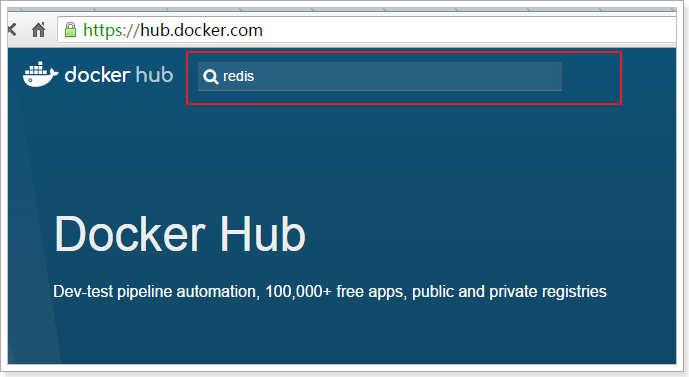 https://hub.docker.com
docker hub
redis
Docker Hub
Dev-test pipeline automation, 100,000+ free apps, public and private registries